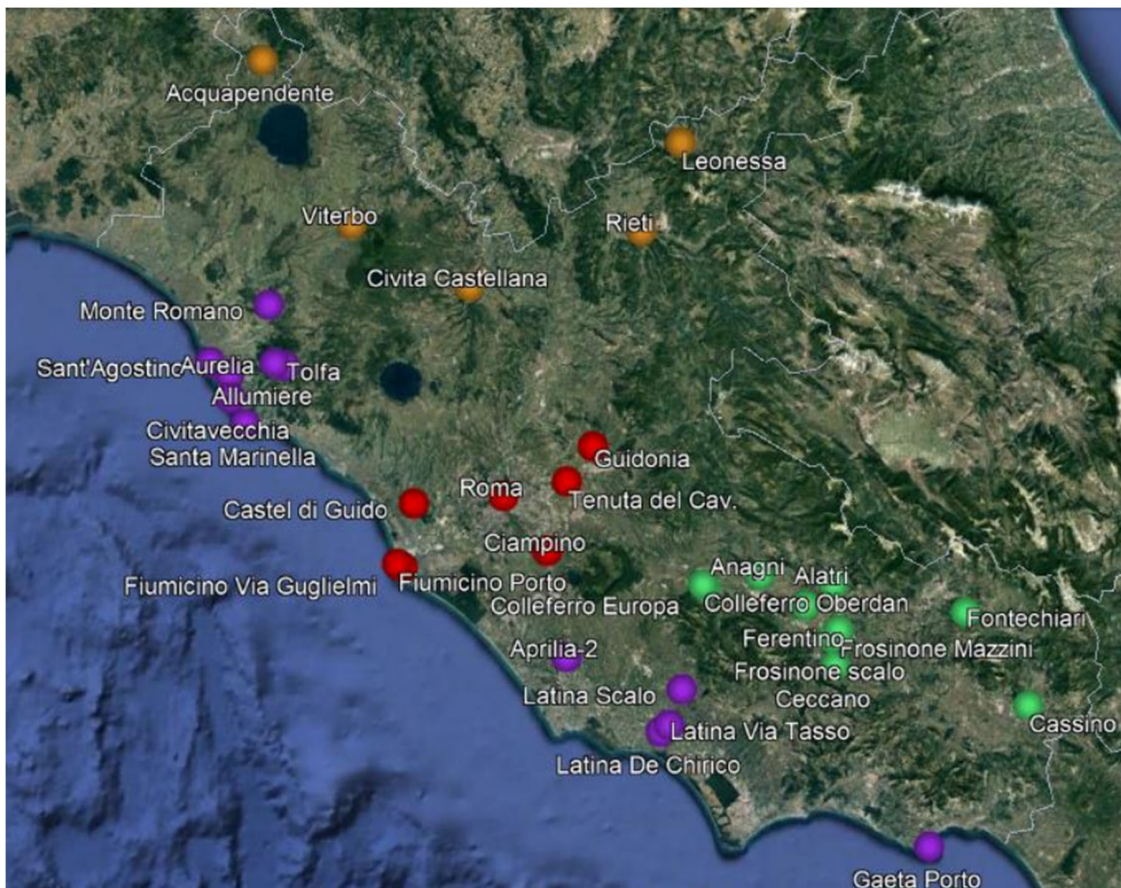 Acquapendente
Leonessa
Viterbo
Rieti
Civita Castellana
Monte Romano
Sant'Agostino
Aurelia
Tolfa
Allumiere
Civitavecchia
Santa Marinella
Guidonia
Roma
Tenuta del Cav.
Castel di Guido
Ciampino
Fiumicino Via Guglielmi
Fiumicino Porto
Anagni
Alatri
Colleferro Europa
Colleferro Oberdan
Fontechiari
Ferentino
Frosinone Mazzini
Aprilia-2
Frosinone scalo
Latina Scalo
Ceccano
Cassino
Latina Via Tasso
Latina De Chirico
Gaeta Porto